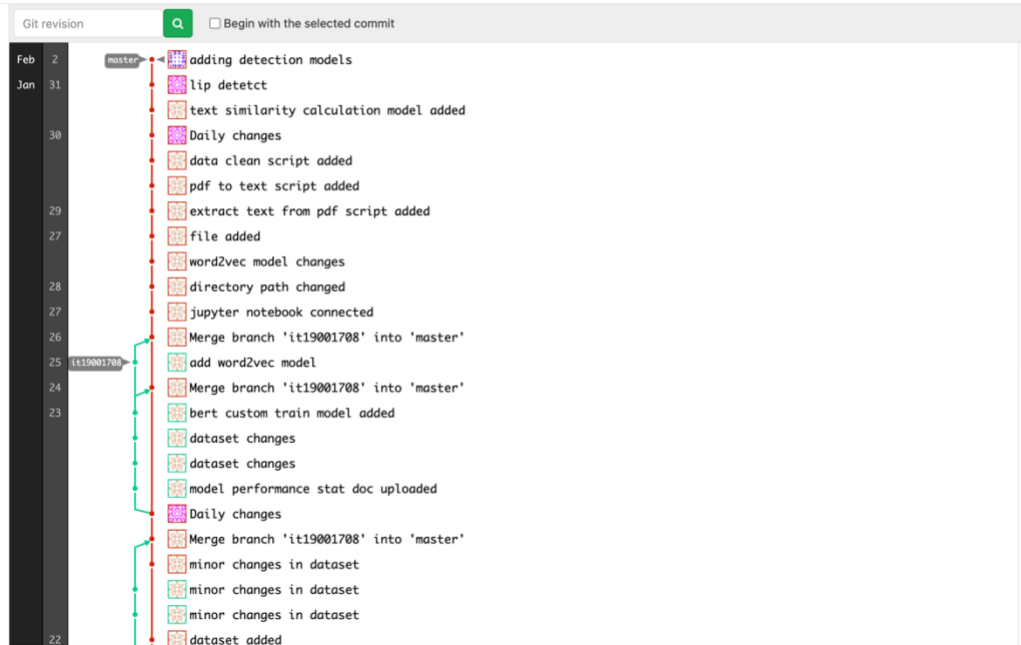 Git revision
Begin with the selected commit
Feb 2 master adding detection models
Jan 31 lip detetct
text similarity calculation model added
30 Daily changes
data clean script added
pdf to text script added
29 extract text from pdf script added
27 file added
word2vec model changes
28 directory path changed
27 jupyter notebook connected
26 Merge branch 'it19001708' into 'master'
25 it19001708 add word2vec model
24 Merge branch 'it19001708' into 'master'
23 bert custom train model added
dataset changes
dataset changes
model performance stat doc uploaded
Daily changes
Merge branch 'it19001708' into 'master'
minor changes in dataset
minor changes in dataset
minor changes in dataset
22 dataset added